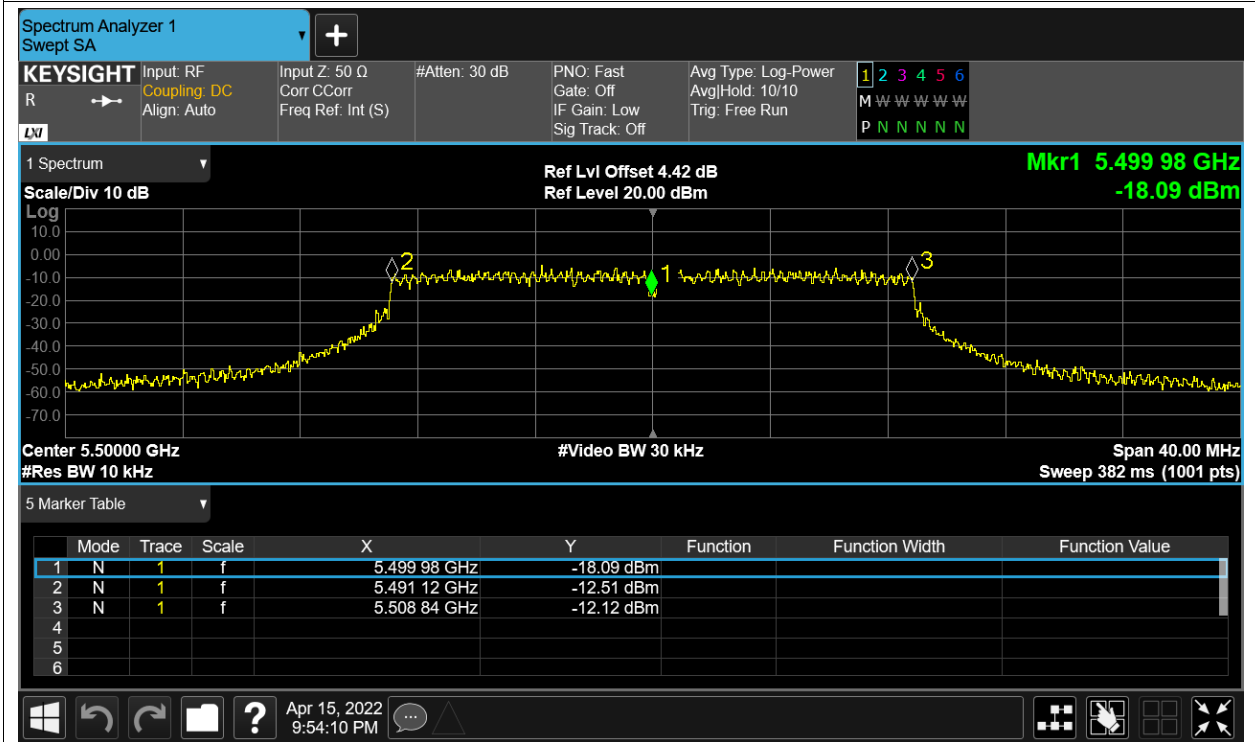 Spectrum Analyzer 1
Swept SA
KEYSIGHT
R
LXI
Input: RF
Coupling: DC
Align: Auto
Input Z: 50 Ω
Corr CCorr
Freq Ref: Int (S)
#Atten: 30 dB
PNO: Fast
Gate: Off
IF Gain: Low
Sig Track: Off
Avg Type: Log-Power
Avg|Hold: 10/10
Trig: Free Run
1 2 3 4 5 6
M W W W W W
P N N N N N
1 Spectrum
Scale/Div 10 dB
Ref Lvl Offset 4.42 dB
Ref Level 20.00 dBm
Mkr1 5.499 98 GHz
-18.09 dBm
Log
10.0
0.00
-10.0
-20.0
-30.0
-40.0
-50.0
-60.0
-70.0
2
1
3
Center 5.50000 GHz
#Res BW 10 kHz
#Video BW 30 kHz
Span 40.00 MHz
Sweep 382 ms (1001 pts)
5 Marker Table
Mode Trace Scale X Y Function Function Width Function Value
1 N 1 f 5.499 98 GHz -18.09 dBm
2 N 1 f 5.491 12 GHz -12.51 dBm
3 N 1 f 5.508 84 GHz -12.12 dBm
4
5
6
?
Apr 15, 2022
9:54:10 PM